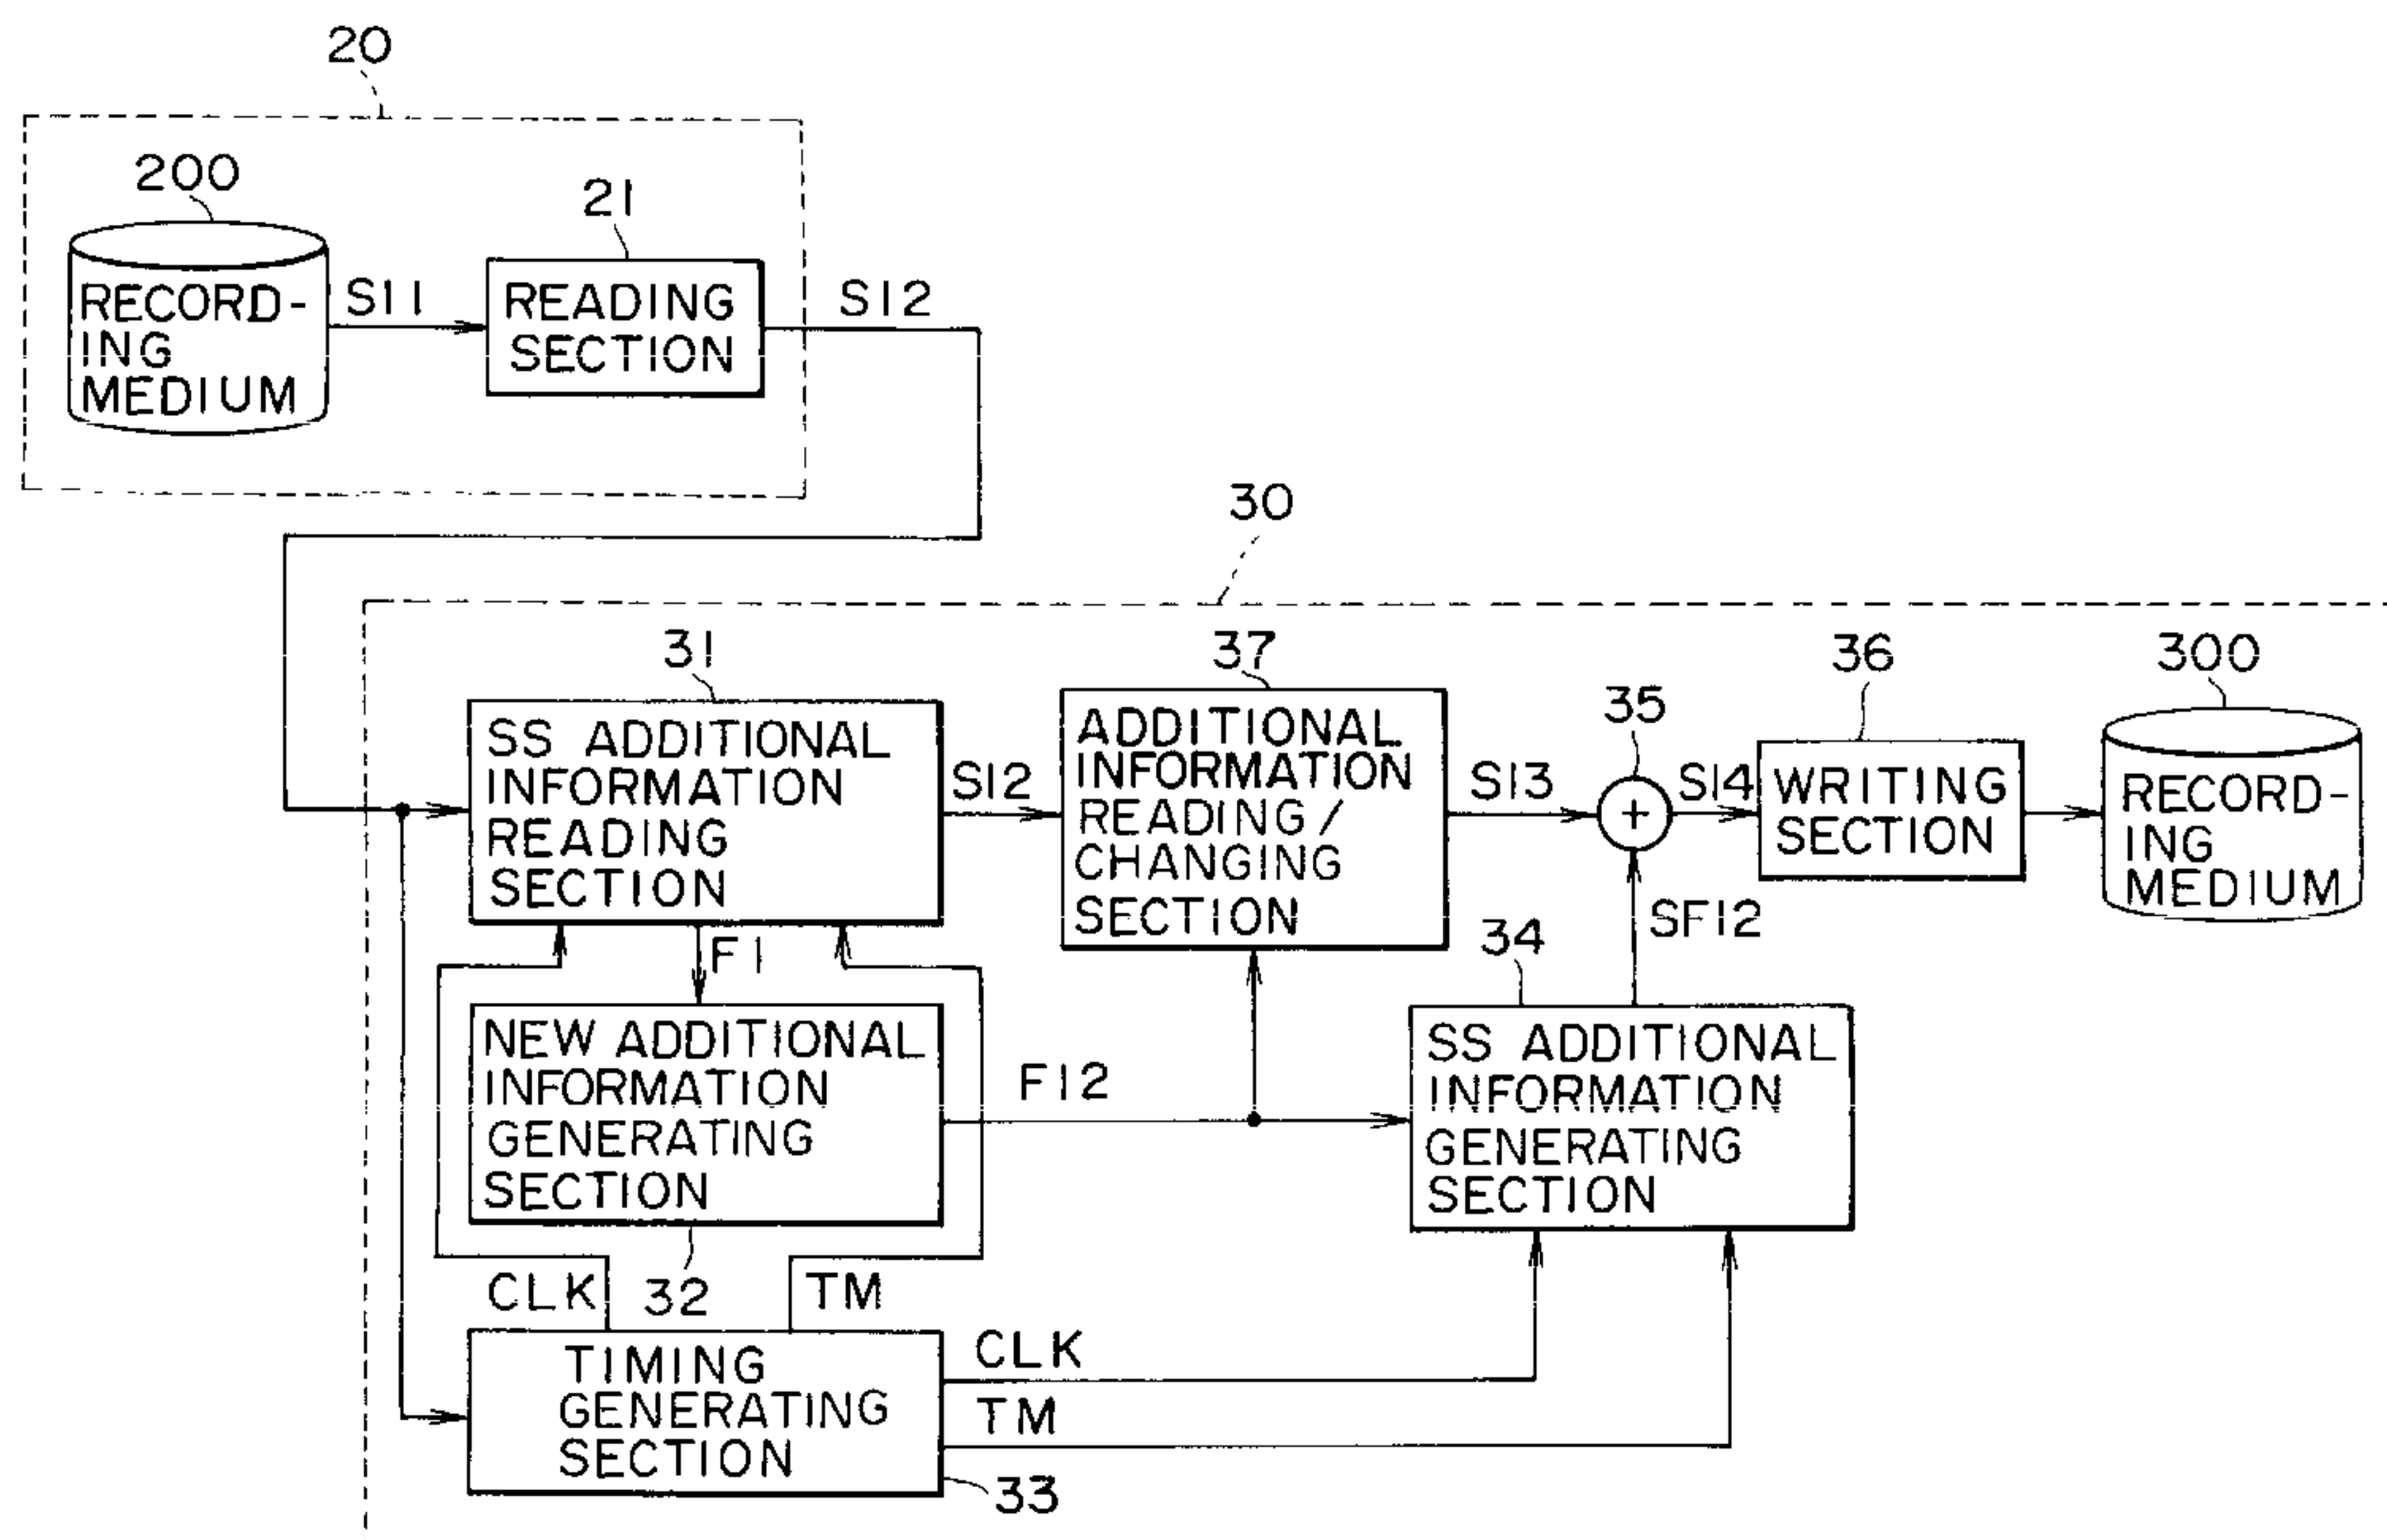 20
200
21
RECORD-
ING
MEDIUM
S11
READING
SECTION
S12
30
31
37
35
36
300
SS ADDITIONAL
INFORMATION
READING
SECTION
S12
ADDITIONAL
INFORMATION
READING/
CHANGING
SECTION
S13
+
S14
WRITING
SECTION
RECORD-
ING
MEDIUM
F1
34
SF12
NEW ADDITIONAL
INFORMATION
GENERATING
SECTION
F12
SS ADDITIONAL
INFORMATION
GENERATING
SECTION
CLK
32
TM
TIMING
GENERATING
SECTION
CLK
TM
33